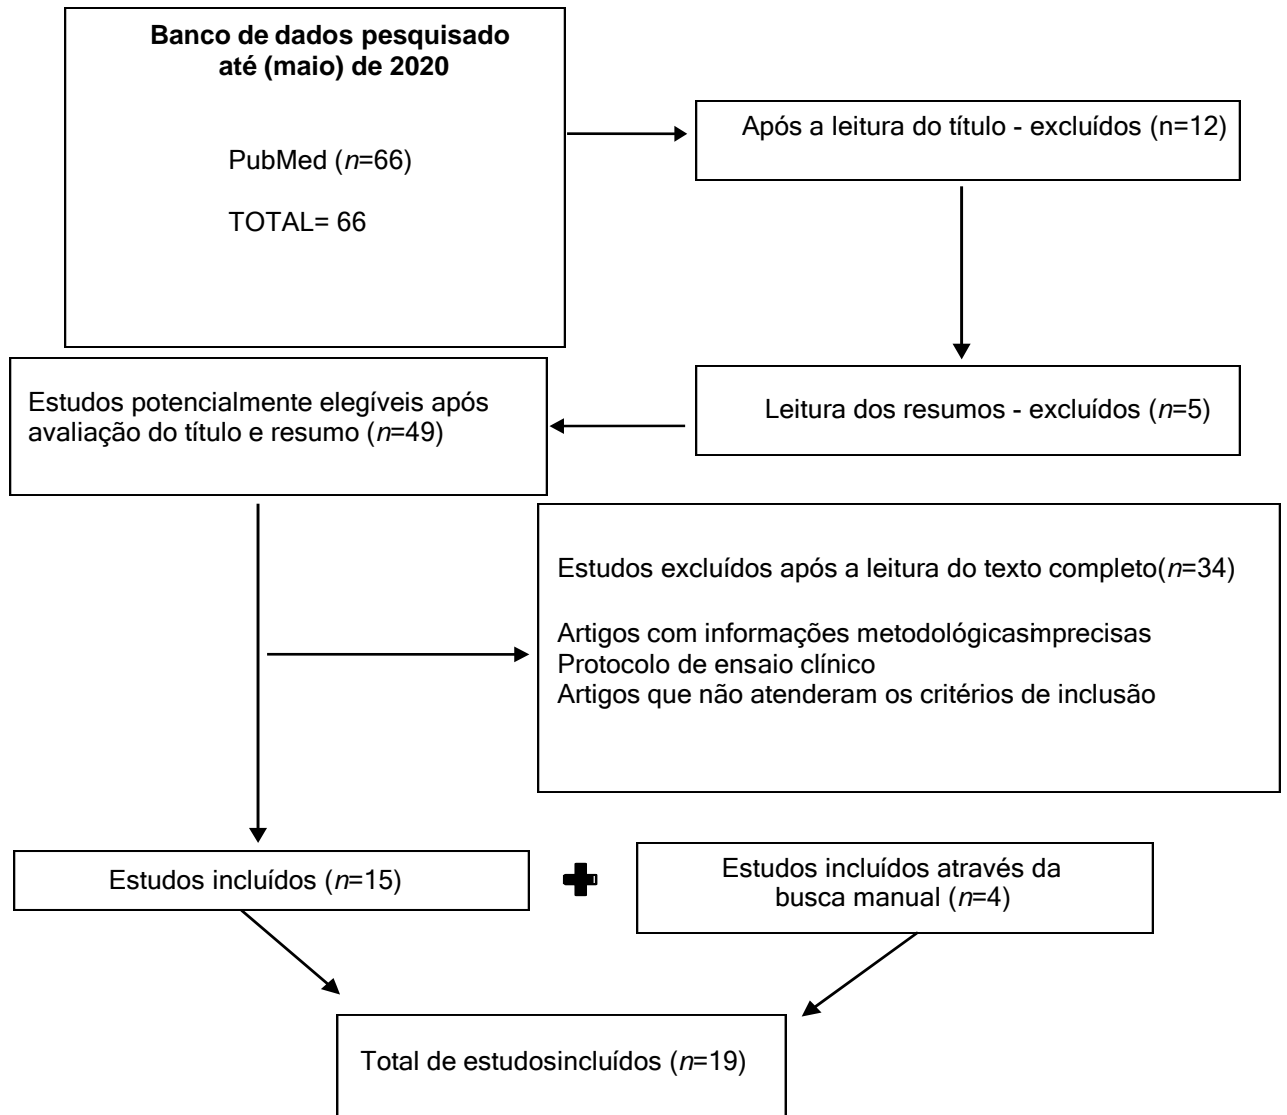 Banco de dados pesquisado
até (maio) de 2020
PubMed (n=66)
TOTAL= 66
Após a leitura do título - excluídos (n=12)
Leitura dos resumos - excluídos (n=5)
Estudos potencialmente elegíveis após
avaliação do título e resumo (n=49)
Estudos excluídos após a leitura do texto completo(n=34)
Artigos com informações metodológicasimprecisas
Protocolo de ensaio clínico
Artigos que não atenderam os critérios de inclusão
Estudos incluídos (n=15)
Estudos incluídos através da
busca manual (n=4)
Total de estudosincluídos (n=19)